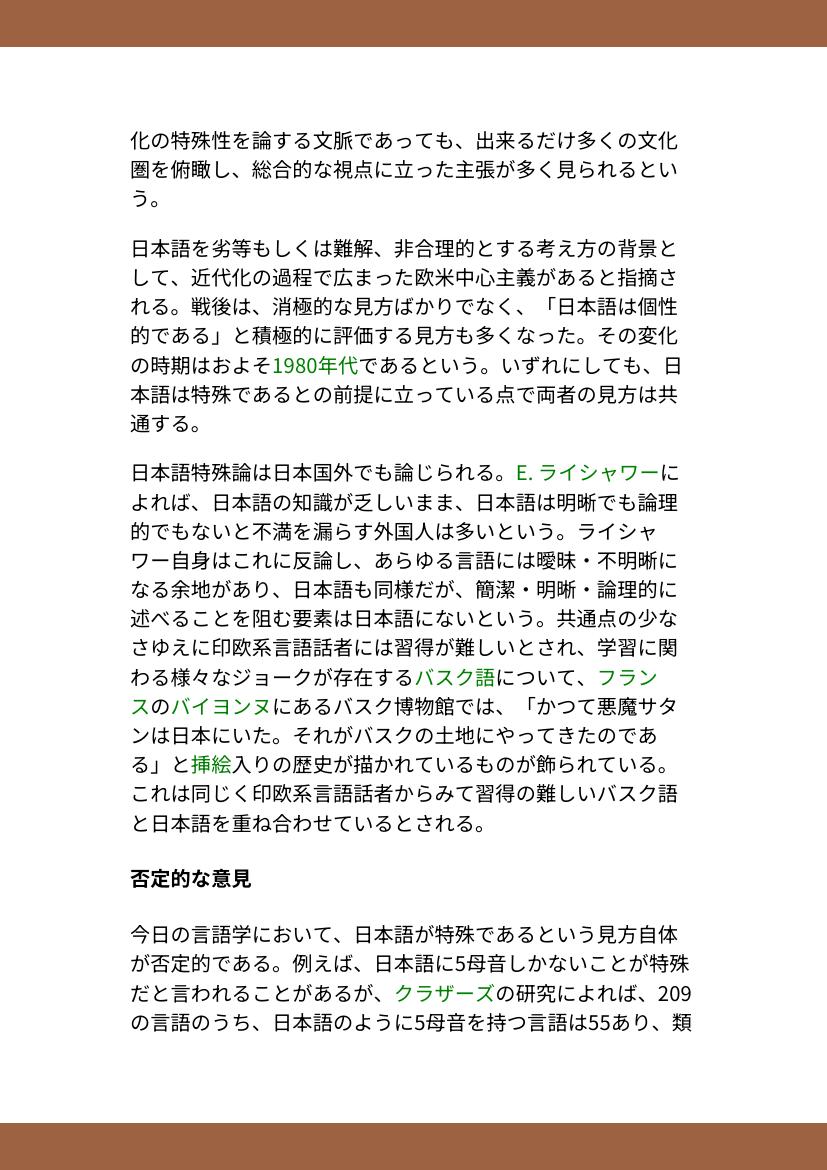 化の特殊性を論する文脈であっても、出来るだけ多くの文化
圏を俯瞰し、総合的な視点に立った主張が多く見られるとい
う。
日本語を劣等もしくは難解、非合理的とする考え方の背景と
して、近代化の過程で広まった欧米中心主義があると指摘さ
れる。戦後は、消極的な見方ばかりでなく、「日本語は個性
的である」と積極的に評価する見方も多くなった。その変化
の時期はおよそ1980年代であるという。いずれにしても、日
本語は特殊であるとの前提に立っている点で両者の見方は共
通する。
日本語特殊論は日本国外でも論じられる。E. ライシャワーに
よれば、日本語の知識が乏しいまま、日本語は明晰でも論理
的でもないと不満を漏らす外国人は多いという。ライシャ
ワー自身はこれに反論し、あらゆる言語には曖昧・不明晰に
なる余地があり、日本語も同様だが、簡潔・明晰・論理的に
述べることを阻む要素は日本語にないという。共通点の少な
さゆえに印欧系言語話者には習得が難しいとされ、学習に関
わる様々なジョークが存在するバスク語について、フラン
スのバイヨンヌにあるバスク博物館では、「かつて悪魔サタ
ンは日本にいた。それがバスクの土地にやってきたのであ
る」と挿絵入りの歴史が描かれているものが飾られている。
これは同じく印欧系言語話者からみて習得の難しいバスク語
と日本語を重ね合わせているとされる。
否定的な意見
今日の言語学において、日本語が特殊であるという見方自体
が否定的である。例えば、日本語に5母音しかないことが特殊
だと言われることがあるが、クラザーズの研究によれば、209
の言語のうち、日本語のように5母音を持つ言語は55あり、類